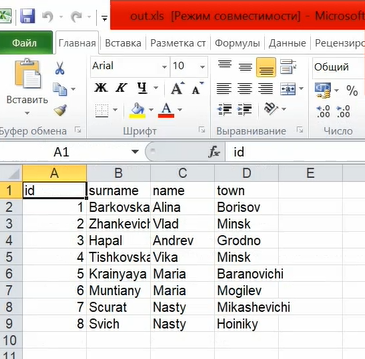 out.xls [Режим совместимости] - Microsoft
Файл Главная Вставка Разметка ст Формулы Данные Рецензиро
Arial 10 Общий
Вставить Ж К Ч А А %
Буфер обмена Шрифт Выравнивание Число
A1 fx id
A B C D E
1 id surname name town
2 1 Barkovska Alina Borisov
3 2 Zhankevich Vlad Minsk
4 3 Hapal Andrev Grodno
5 4 Tishkovska Vika Minsk
6 5 Krainyaya Maria Baranovichi
7 6 Muntiany Maria Mogilev
8 7 Scurat Nasty Mikashevichi
9 8 Svich Nasty Hoiniky
10